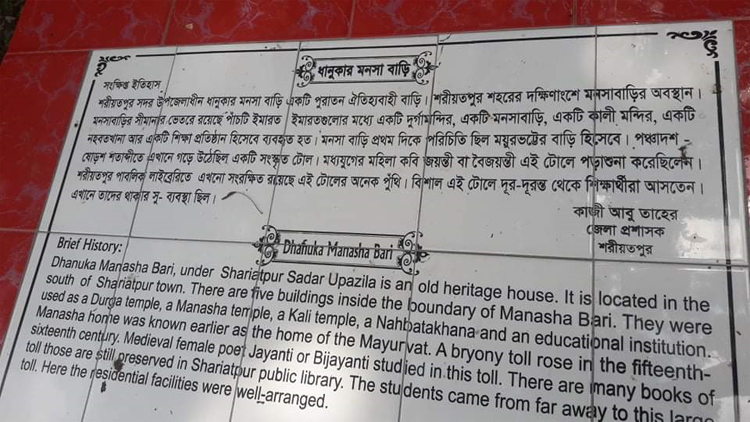 ধানুকার মনসা বাড়ি
সংক্ষিপ্ত ইতিহাস
শরীয়তপুর সদর উপজেলাধীন ধানুকার মনসা বাড়ি একটি পুরাতন ঐতিহ্যবাহী বাড়ি। শরীয়তপুর শহরের দক্ষিণাংশে মনসাবাড়ির অবস্থান।
মনসাবাড়ির সীমানার ভেতরে রয়েছে পাঁচটি ইমারত ইমারতগুলোর মধ্যে একটি দুর্গামন্দির, একটি মনসাবাড়ি, একটি কালী মন্দির, একটি
নহবতখানা আর একটি শিক্ষা প্রতিষ্ঠান হিসেবে ব্যবহৃত হত। মনসা বাড়ি প্রথম দিকে পরিচিতি ছিল ময়ুরভট্টের বাড়ি হিসেবে। পঞ্চাদশ -
ষোড়শ শতাব্দীতে এখানে গড়ে উঠেছিল একটি সংস্কৃত টোল। মধ্যযুগের মহিলা কবি জয়ন্তী বা বৈজয়ন্তী এই টোলে পড়াশুনা করেছিলেন।
শরীয়তপুর পাবলিক লাইব্রেরিতে এখনো সংরক্ষিত রয়েছে এই টোলের অনেক পুঁথি। বিশাল এই টোলে দূর-দূরন্ত থেকে শিক্ষার্থীরা আসতেন।
এখানে তাদের থাকার সু- ব্যবস্থা ছিল।
কাজী আবু তাহের
জেলা প্রশাসক
শরীয়তপুর
Dhanuka Manasha Bari
Brief History:
Dhanuka Manasha Bari, under Shariatpur Sadar Upazila is an old heritage house. It is located in the
south of Shariatpur town. There are five buildings inside the boundary of Manasha Bari. They were
used as a Durga temple, a Manasha temple, a Kali temple, a Nahbatakhana and an educational institution.
Manasha home was known earlier as the home of the Mayurvat. A bryony toll rose in the fifteenth-
sixteenth century. Medieval female poet Jayanti or Bijayanti studied in this toll. There are many books of
toll those are still preserved in Shariatpur public library. The students came from far away to this large
toll. Here the residential facilities were well-arranged.